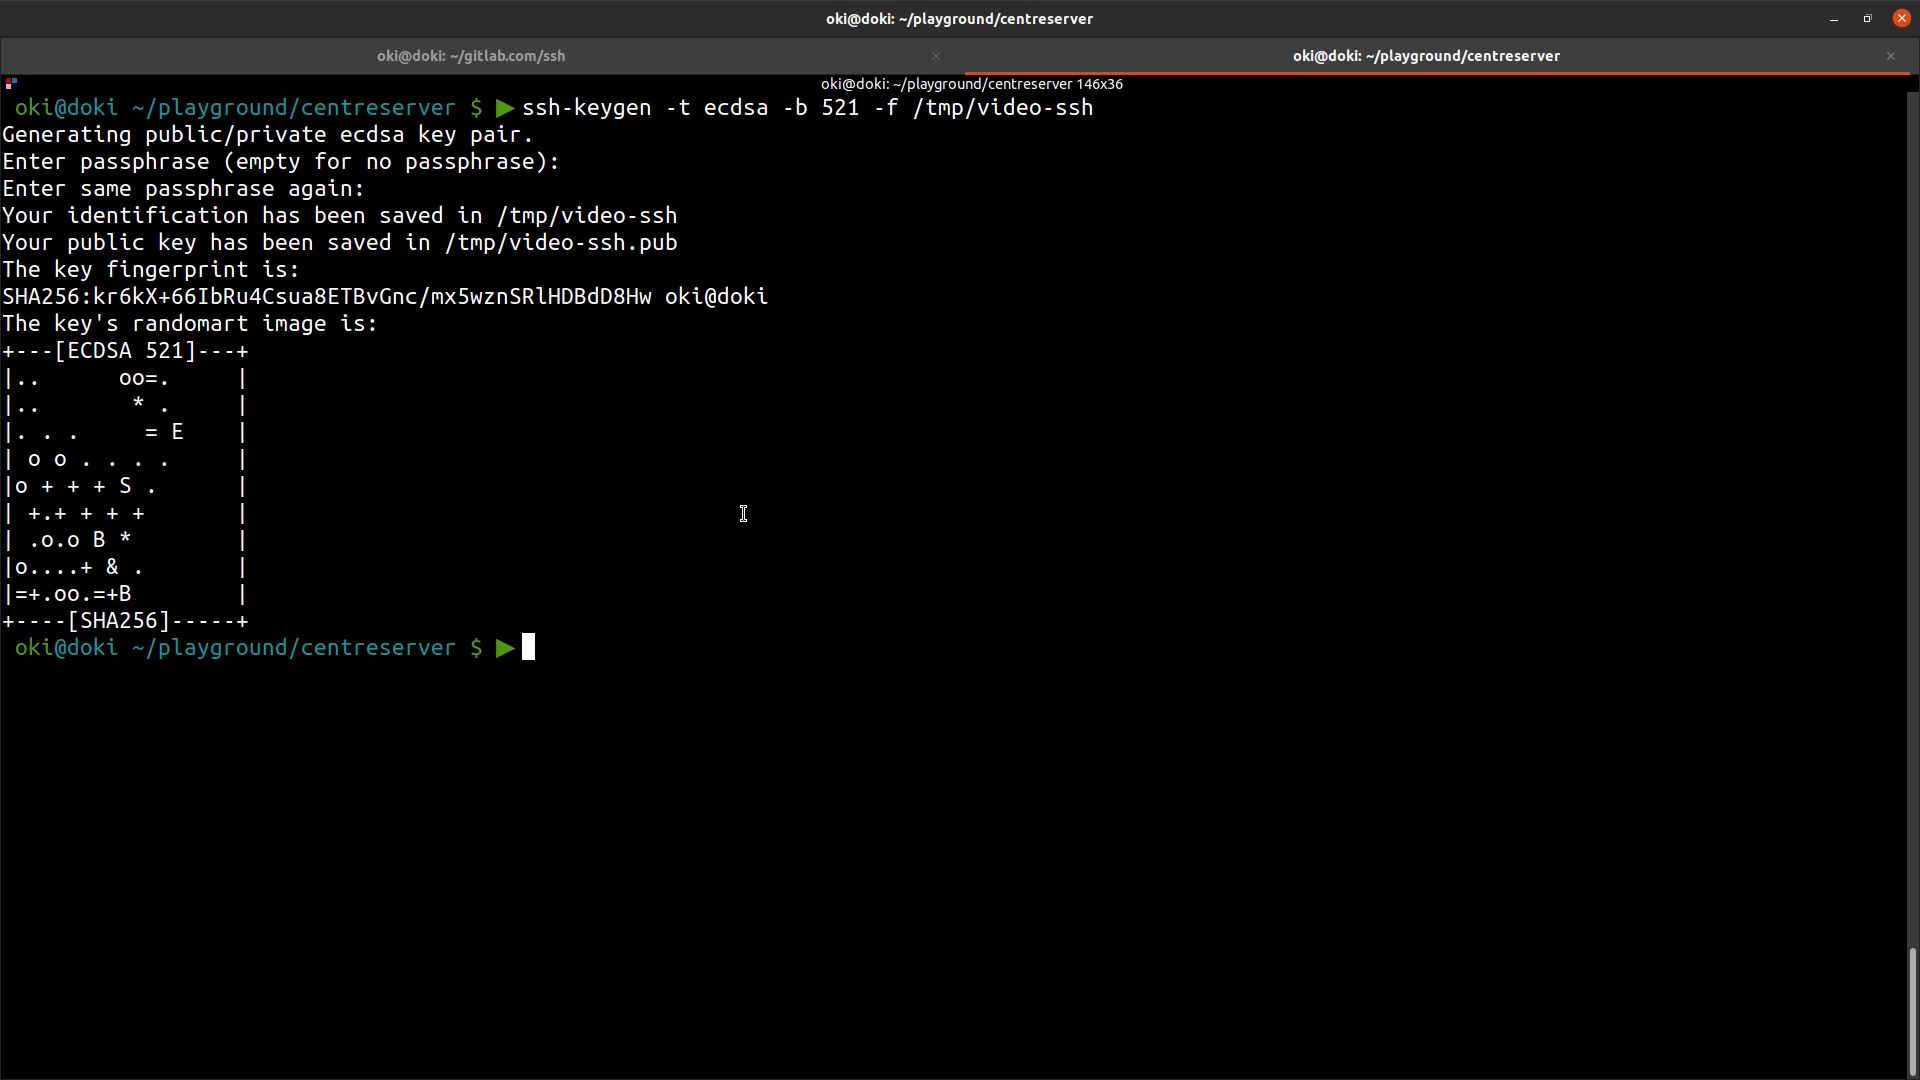 oki@doki: ~/playground/centreserver
oki@doki: ~/gitlab.com/ssh
oki@doki: ~/playground/centreserver
oki@doki: ~/playground/centreserver 146x36
oki@doki ~/playground/centreserver $ ▶ssh-keygen -t ecdsa -b 521 -f /tmp/video-ssh
Generating public/private ecdsa key pair.
Enter passphrase (empty for no passphrase):
Enter same passphrase again:
Your identification has been saved in /tmp/video-ssh
Your public key has been saved in /tmp/video-ssh.pub
The key fingerprint is:
SHA256:kr6kX+66IbRu4Csua8ETBvGnc/mx5wznSRlHDBdD8Hw oki@doki
The key's randomart image is:
+---[ECDSA 521]---+
|..      oo=.     |
|..       * .     |
|. . .     = E    |
| o o . . . .     |
|o + + + S .      |
| +.+ + + +       |
| .o.o B *        |
|o....+ & .       |
|=+.oo.=+B        |
+----[SHA256]-----+
oki@doki ~/playground/centreserver $ ▶